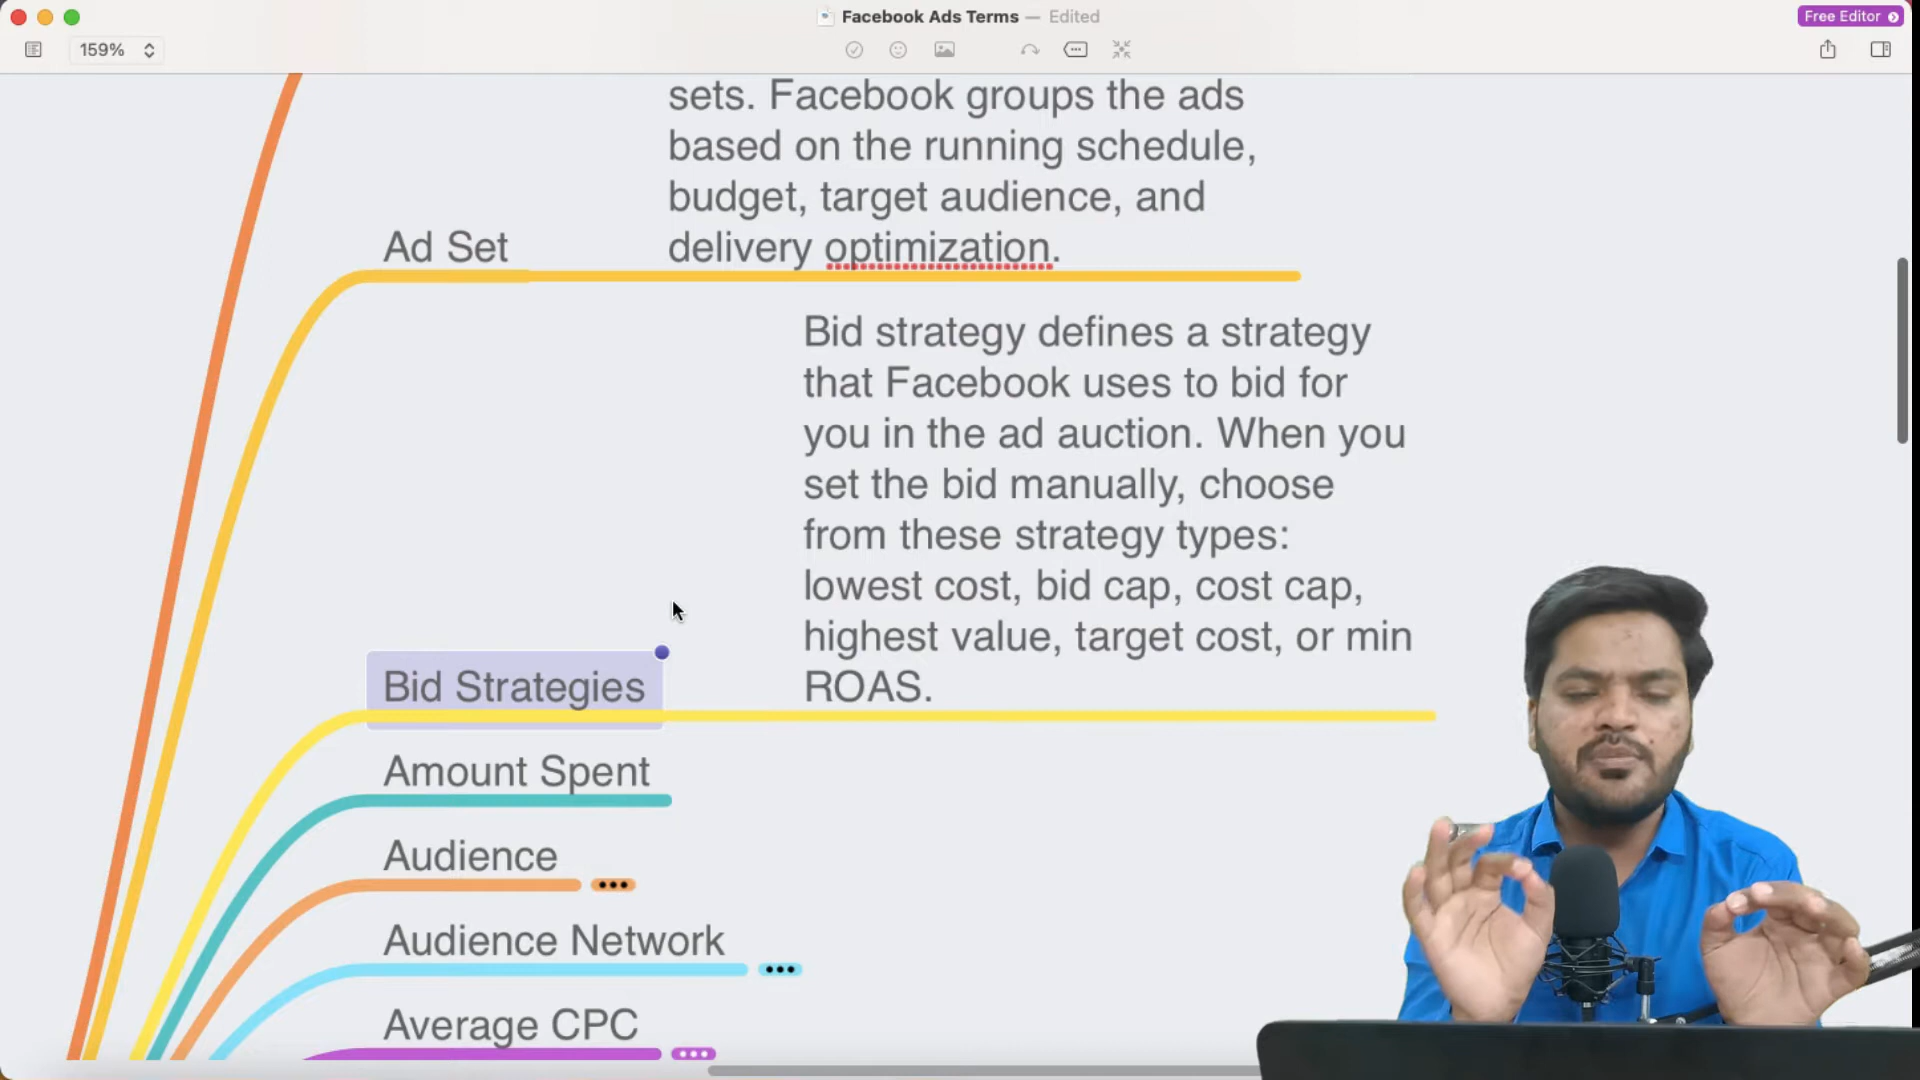 Facebook Ads Terms — Edited
Free Editor
159%
sets. Facebook groups the ads
based on the running schedule,
budget, target audience, and
delivery optimization.
Ad Set
Bid strategy defines a strategy
that Facebook uses to bid for
you in the ad auction. When you
set the bid manually, choose
from these strategy types:
lowest cost, bid cap, cost cap,
highest value, target cost, or min
ROAS.
Bid Strategies
Amount Spent
Audience
Audience Network
Average CPC